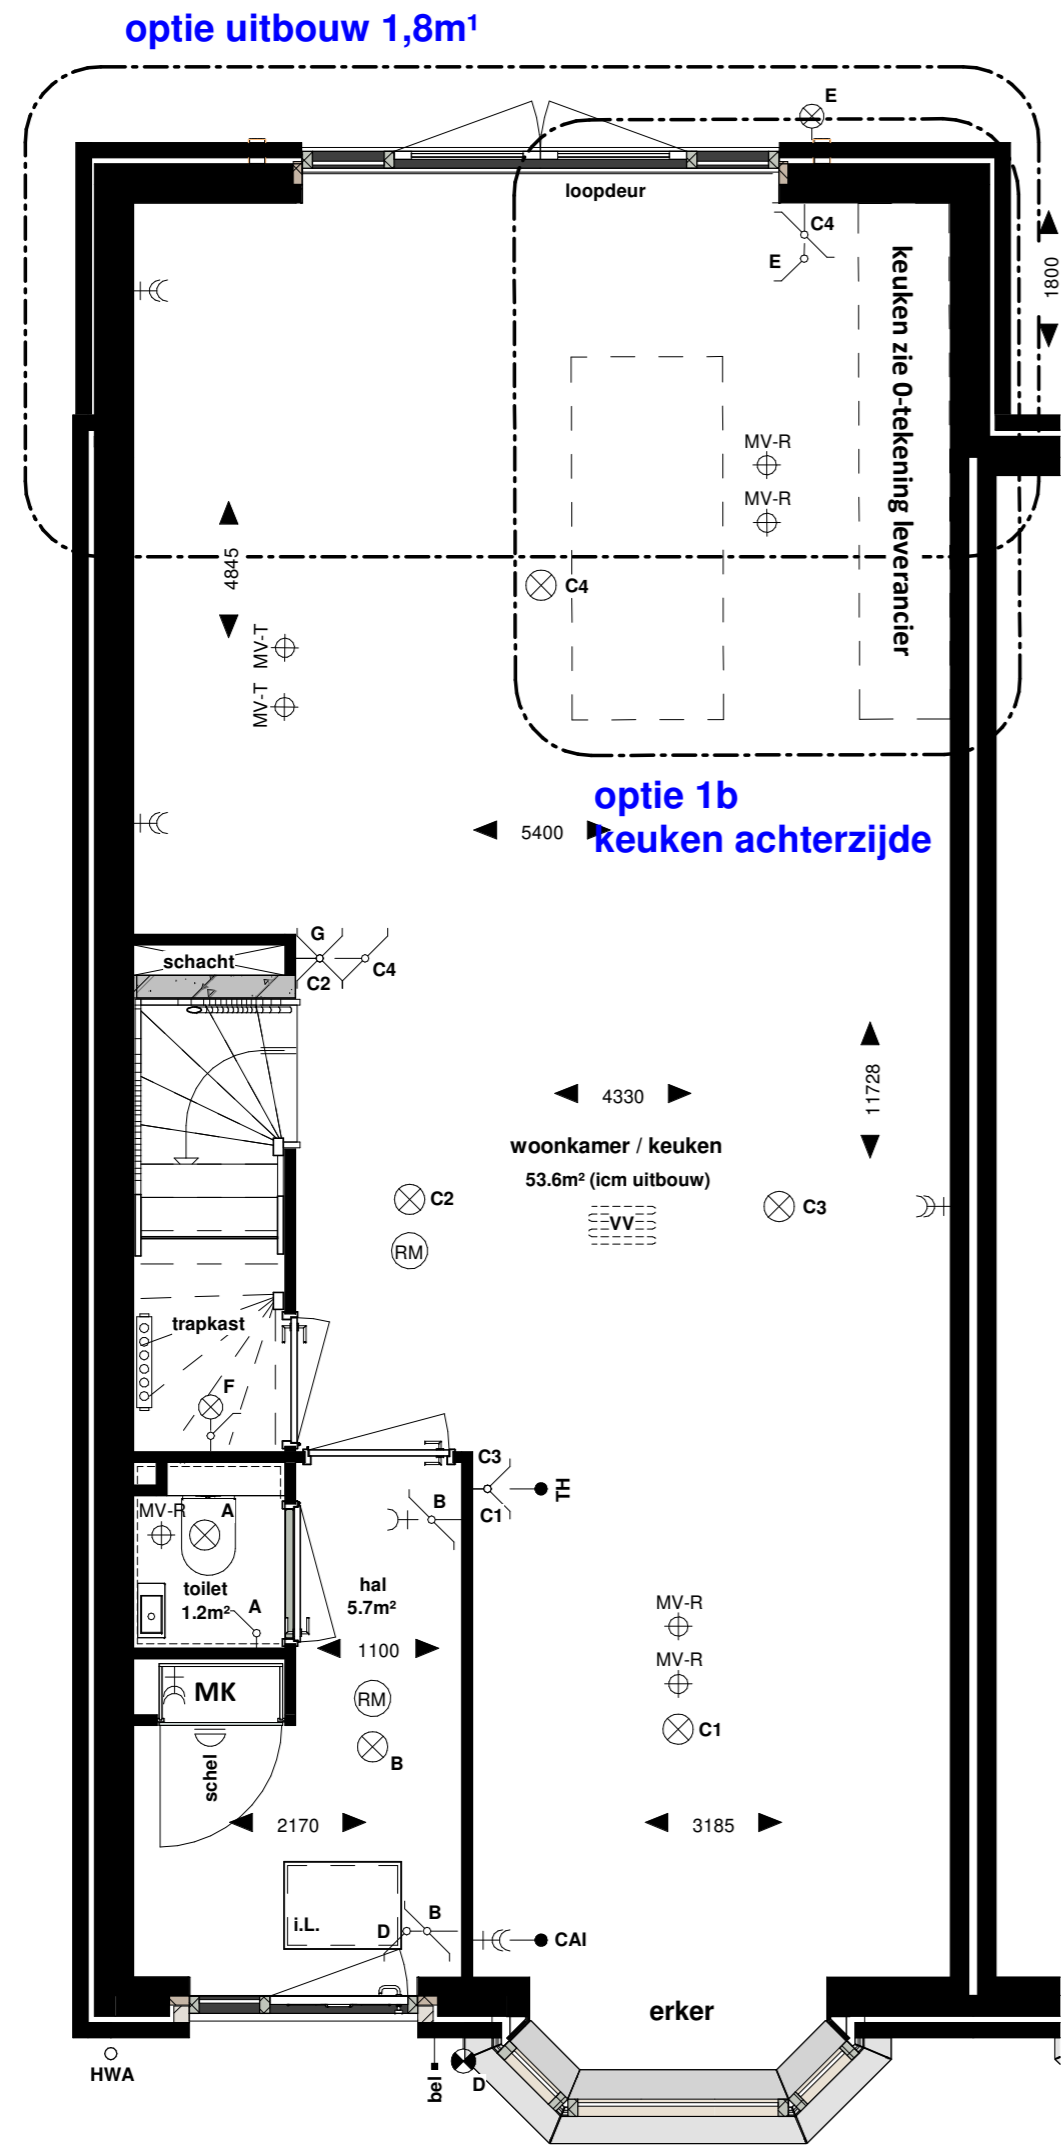 optie uitbouw 1,8m¹
E
loopdeur
C4
E
1800
keuken zie 0-tekening leverancier
MV-R
MV-R
4845
C4
MV-T
MV-T
optie 1b
5400
keuken achterzijde
G
schacht
C4
C2
11728
4330
woonkamer / keuken
53.6m² (icm uitbouw)
C2
C3
VV
RM
trapkast
F
C3
TH
MV-R
A
B
C1
toilet
1.2m²
A
hal
5.7m²
MV-R
1100
MV-R
MK
RM
C1
B
schel
2170
3185
i.L.
D
B
CAI
erker
HWA
bel
D